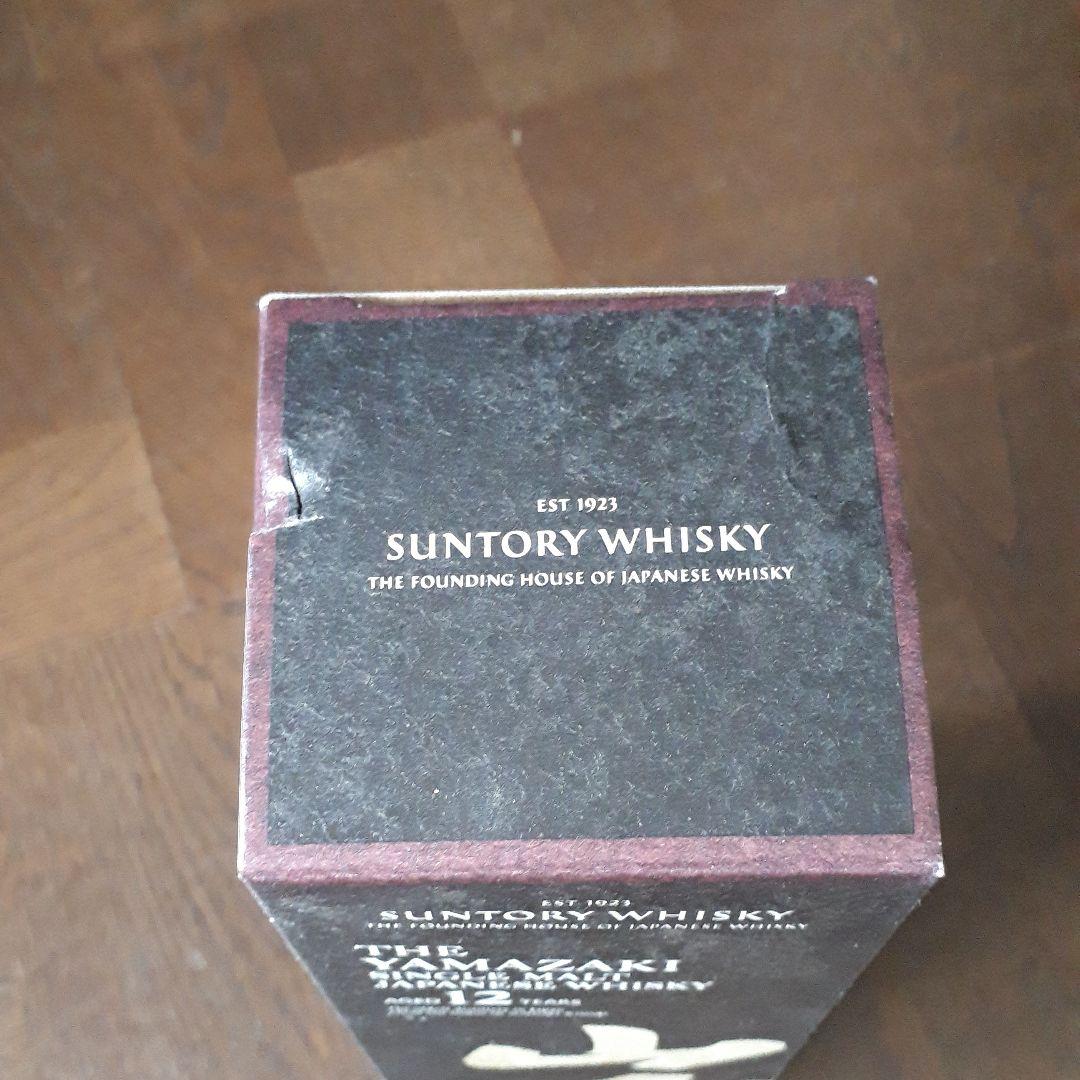 EST 1923
SUNTORY WHISKY
THE FOUNDING HOUSE OF JAPANESE WHISKY
EST 1923
SUNTORY WHISKY
THE FOUNDING HOUSE OF JAPANESE WHISKY
THE
YAMAZAKI
SINGLE MALT
JAPANESE WHISKY
AGED 12 YEARS